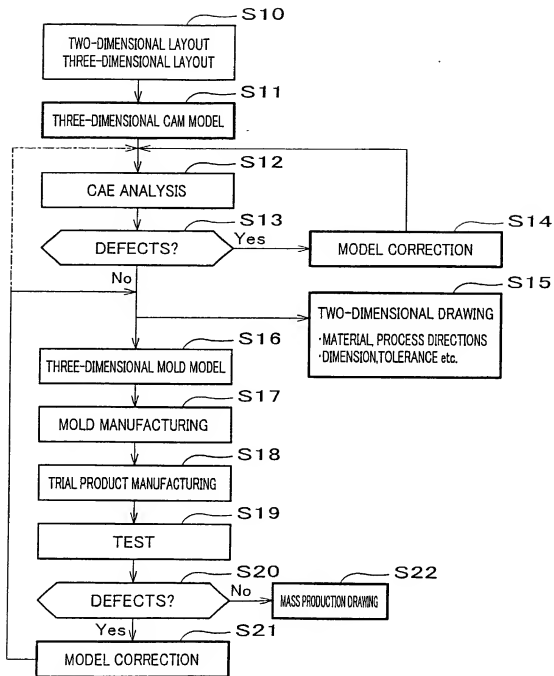 S10
TWO-DIMENSIONAL LAYOUT
THREE-DIMENSIONAL LAYOUT
S11
THREE-DIMENSIONAL CAM MODEL
S12
CAE ANALYSIS
S13
DEFECTS?
Yes
S14
MODEL CORRECTION
No
S15
TWO-DIMENSIONAL DRAWING
·MATERIAL, PROCESS DIRECTIONS
·DIMENSION,TOLERANCE etc.
S16
THREE-DIMENSIONAL MOLD MODEL
S17
MOLD MANUFACTURING
S18
TRIAL PRODUCT MANUFACTURING
S19
TEST
S20
DEFECTS?
No
S22
MASS PRODUCTION DRAWING
Yes
S21
MODEL CORRECTION